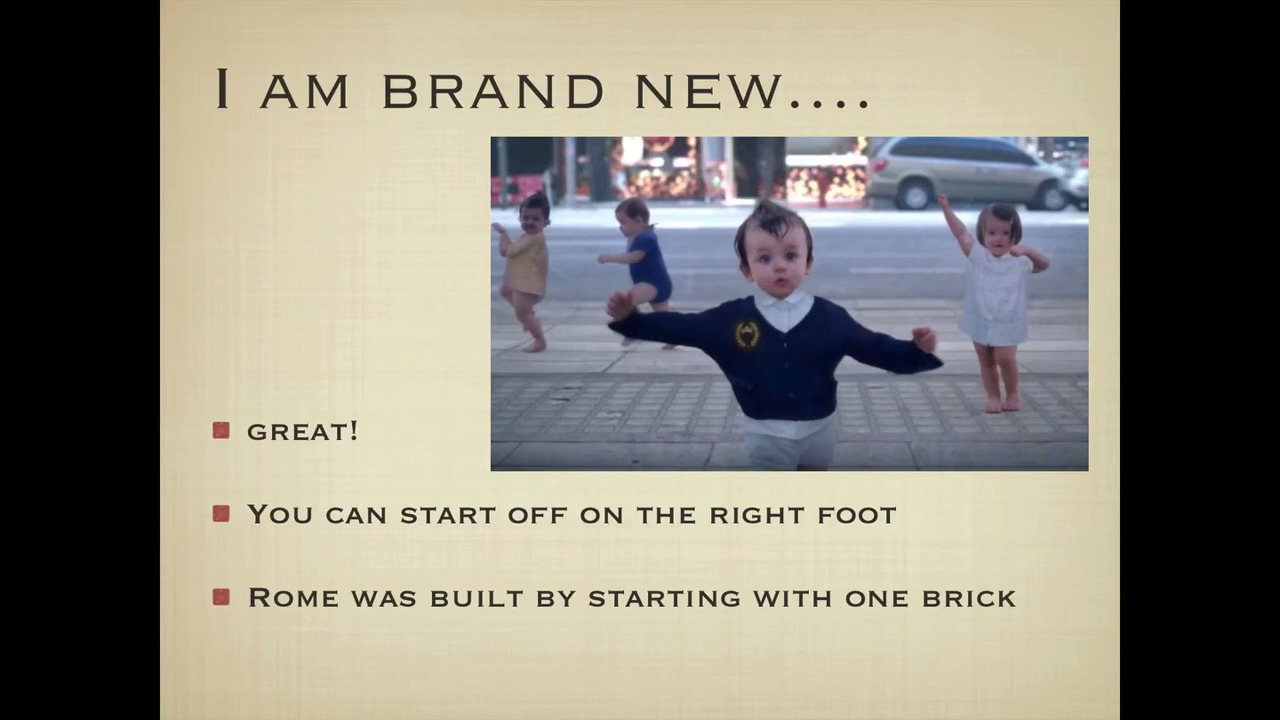 I am brand new....
great!
You can start off on the right foot
Rome was built by starting with one brick